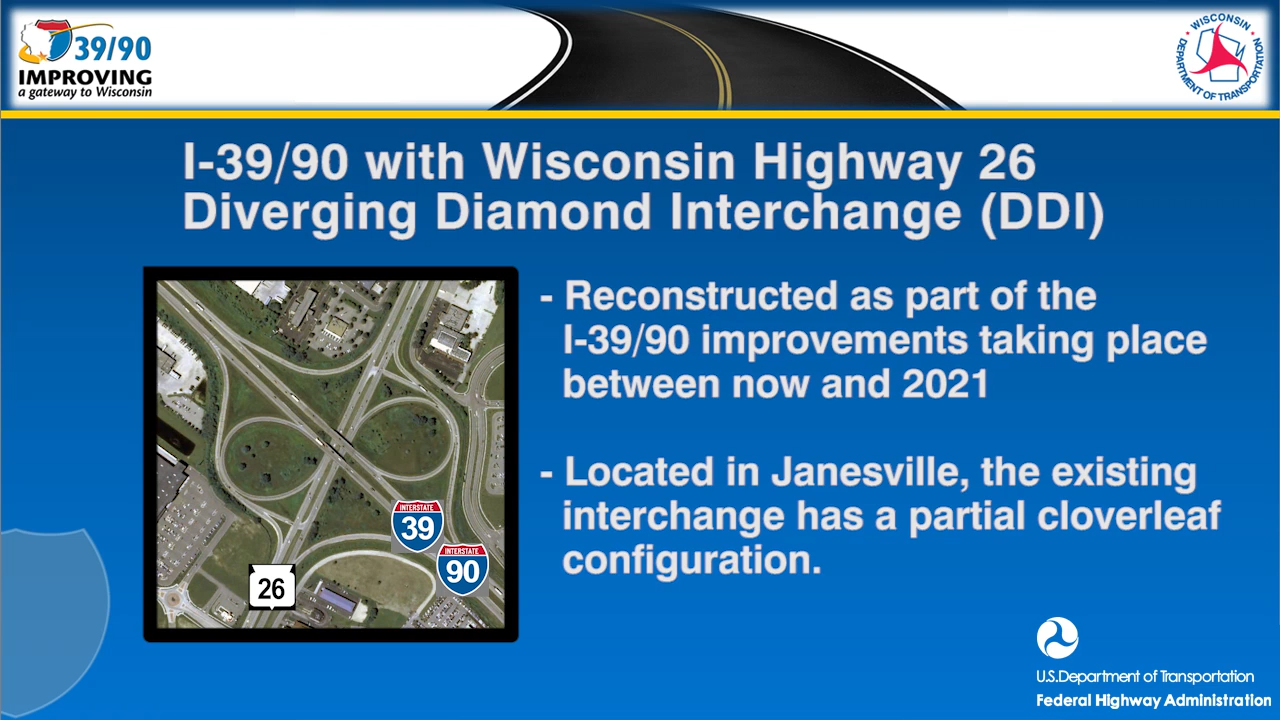 39/90
IMPROVING
a gateway to Wisconsin
WISCONSIN
DEPARTMENT OF TRANSPORTATION
I-39/90 with Wisconsin Highway 26
Diverging Diamond Interchange (DDI)
- Reconstructed as part of the
I-39/90 improvements taking place
between now and 2021
- Located in Janesville, the existing
interchange has a partial cloverleaf
configuration.
INTERSTATE
39
INTERSTATE
90
26
U.S.Department of Transportation
Federal Highway Administration